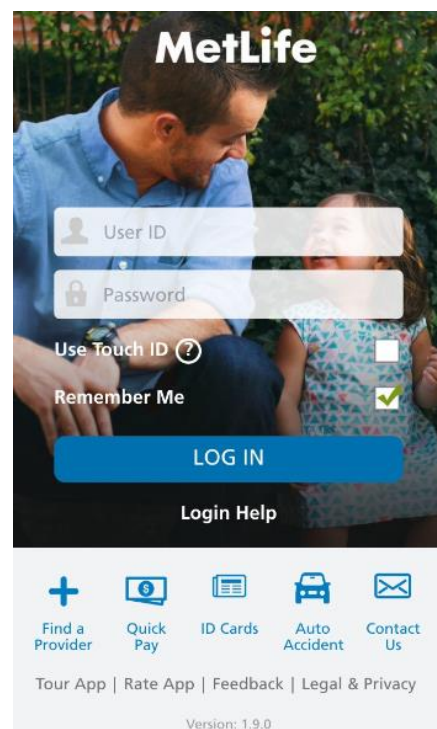 MetLife
User ID
Password
Use Touch ID ?
Remember Me
LOG IN
Login Help
Find a Provider
Quick Pay
ID Cards
Auto Accident
Contact Us
Tour App | Rate App | Feedback | Legal & Privacy
Version: 1.9.0